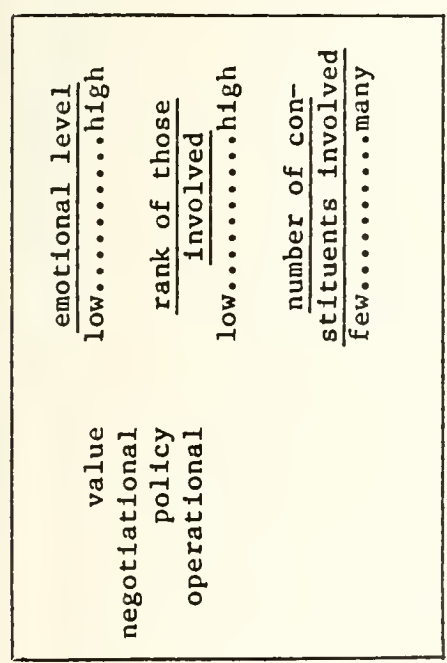 value
negotiational
policy
operational
emotional level
low..........high
rank of those
involved
low..........high
number of con-
stituents involved
few..........many